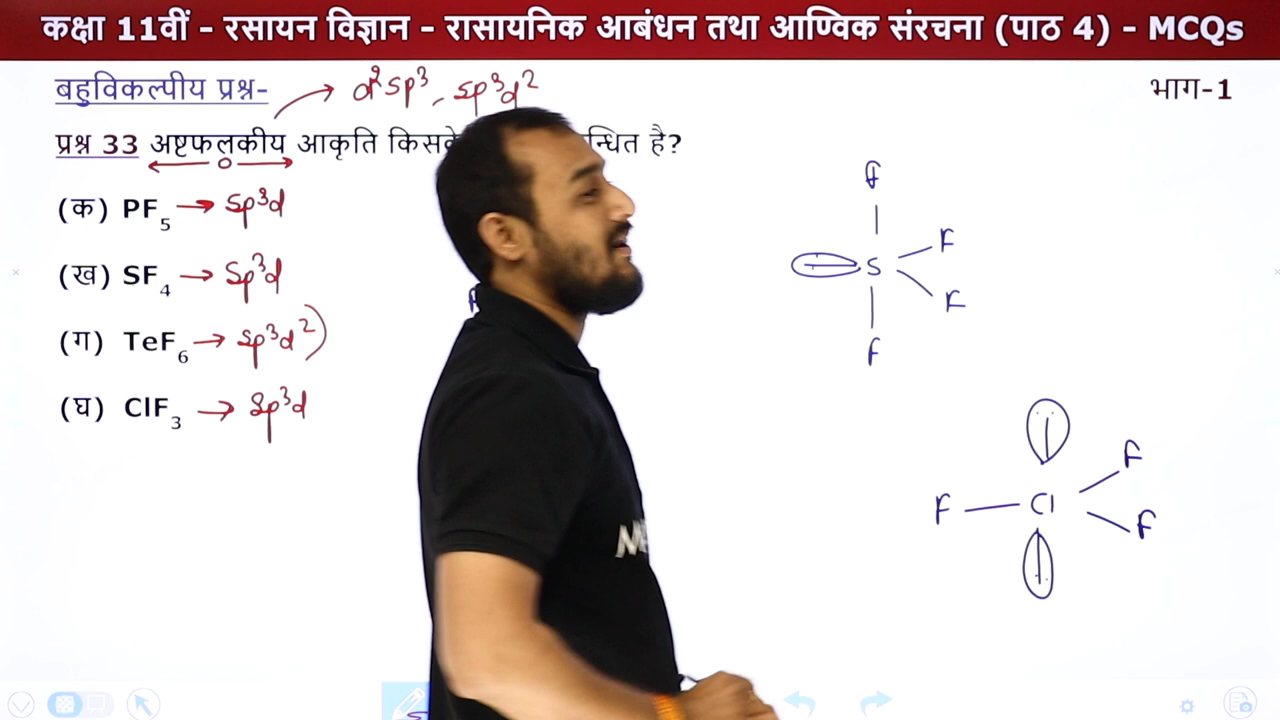 कक्षा 11वीं - रसायन विज्ञान - रासायनिक आबंधन तथा आण्विक संरचना (पाठ 4) - MCQs
बहुविकल्पीय प्रश्न- → d²sp³, sp³d²
भाग-1
प्रश्न 33 अष्टफलकीय आकृति किसके न्धित है?
(क) PF₅ → sp³d
(ख) SF₄ → sp³d
(ग) TeF₆ → sp³d²)
(घ) ClF₃ → sp³d
F
S F
F
F
F
F Cl F